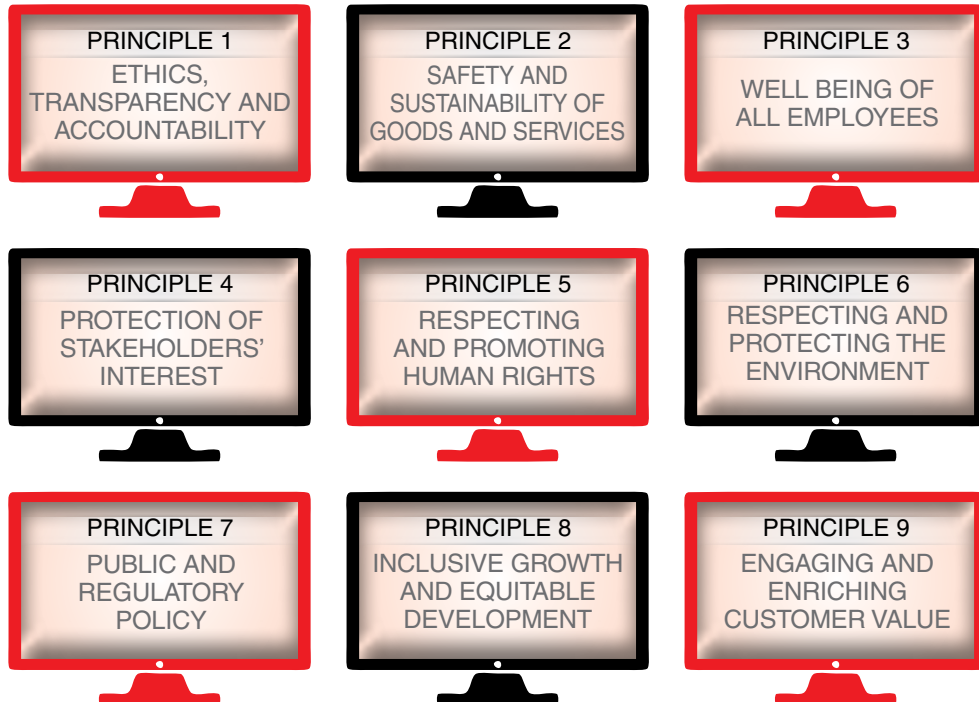 PRINCIPLE 1
ETHICS,
TRANSPARENCY AND
ACCOUNTABILITY
PRINCIPLE 2
SAFETY AND
SUSTAINABILITY OF
GOODS AND SERVICES
PRINCIPLE 3
WELL BEING OF
ALL EMPLOYEES
PRINCIPLE 4
PROTECTION OF
STAKEHOLDERS’
INTEREST
PRINCIPLE 5
RESPECTING
AND PROMOTING
HUMAN RIGHTS
PRINCIPLE 6
RESPECTING AND
PROTECTING THE
ENVIRONMENT
PRINCIPLE 7
PUBLIC AND
REGULATORY
POLICY
PRINCIPLE 8
INCLUSIVE GROWTH
AND EQUITABLE
DEVELOPMENT
PRINCIPLE 9
ENGAGING AND
ENRICHING
CUSTOMER VALUE